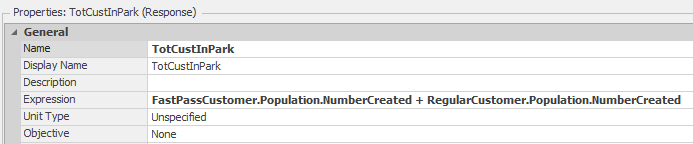 Properties: TotCustInPark (Response)
General
Name TotCustInPark
Display Name TotCustInPark
Description
Expression FastPassCustomer.Population.NumberCreated + RegularCustomer.Population.NumberCreated
Unit Type Unspecified
Objective None